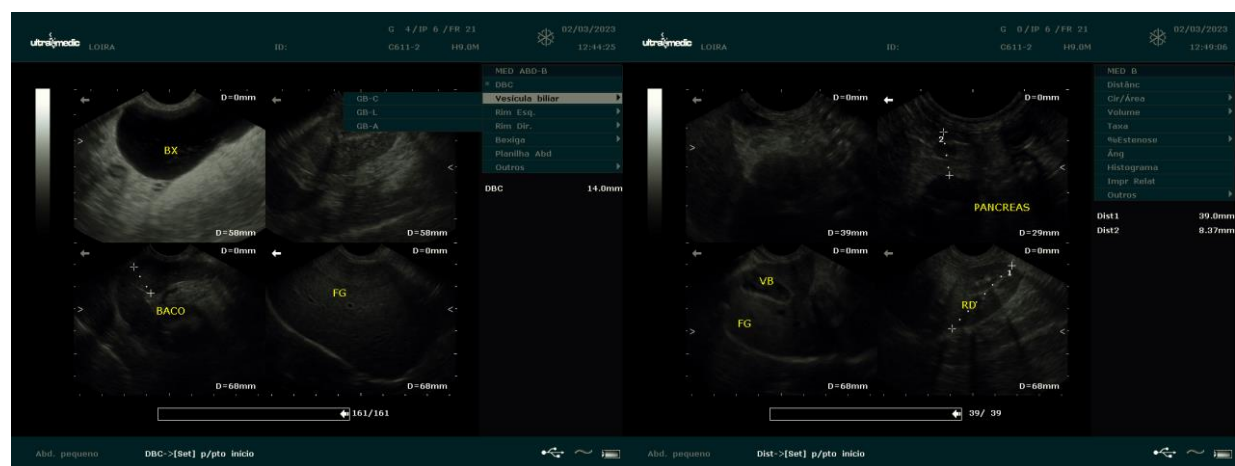 ultramedic LOIRA ID: G 4/IP 6 /FR 21 C611-2 H9.0M 02/03/2023 12:44:25
MED ABD-B
* DBC
Vesícula biliar
Rim Esq.
Rim Dir.
Bexiga
Planilha Abd
Outros
GB-C
GB-L
GB-A
DBC 14.0mm
D=0mm
BX
D=58mm
D=58mm
D=0mm
D=0mm
BACO
FG
D=68mm
D=68mm
161/161
Abd. pequeno DBC->[Set] p/pto início
ultramedic LOIRA ID: G 0/IP 6 /FR 21 C611-2 H9.0M 02/03/2023 12:49:06
MED B
Distânc
Cir/Área
Volume
Taxa
%Estenose
Áng
Histograma
Impr Relat
Outros
Dist1 39.0mm
Dist2 8.37mm
D=0mm
D=0mm
2
PANCREAS
D=39mm
D=29mm
D=0mm
D=0mm
VB
FG
1
RD
D=68mm
D=68mm
39/ 39
Abd. pequeno Dist->[Set] p/pto início